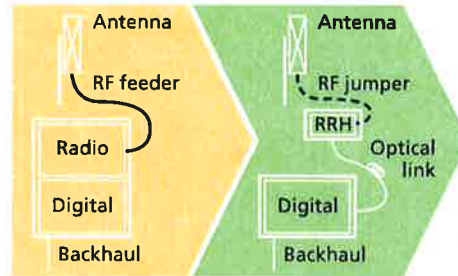 Antenna
RF feeder
Radio
Digital
Backhaul
Antenna
RF jumper
RRH
Optical
link
Digital
Backhaul